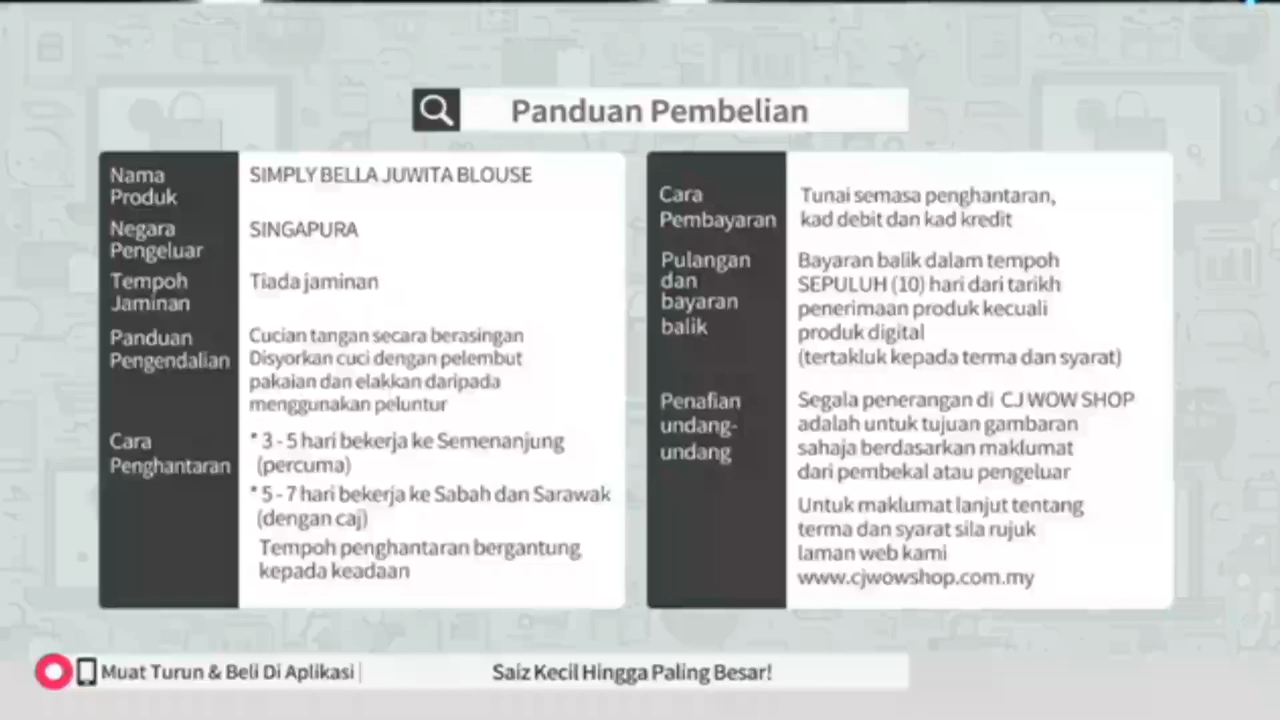 Panduan Pembelian
Nama
Produk
SIMPLY BELLA JUWITA BLOUSE
Negara
Pengeluar
SINGAPURA
Tempoh
Jaminan
Tiada jaminan
Panduan
Pengendalian
Cucian tangan secara berasingan
Disyorkan cuci dengan pelembut
pakaian dan elakkan daripada
menggunakan peluntur
Cara
Penghantaran
* 3 - 5 hari bekerja ke Semenanjung
(percuma)
* 5 - 7 hari bekerja ke Sabah dan Sarawak
(dengan caj)
Tempoh penghantaran bergantung
kepada keadaan
Cara
Pembayaran
Tunai semasa penghantaran,
kad debit dan kad kredit
Pulangan
dan
bayaran
balik
Bayaran balik dalam tempoh
SEPULUH (10) hari dari tarikh
penerimaan produk kecuali
produk digital
(tertakluk kepada terma dan syarat)
Penafian
undang-
undang
Segala penerangan di CJ WOW SHOP
adalah untuk tujuan gambaran
sahaja berdasarkan maklumat
dari pembekal atau pengeluar
Untuk maklumat lanjut tentang
terma dan syarat sila rujuk
laman web kami
www.cjwowshop.com.my
Muat Turun & Beli Di Aplikasi |
Saiz Kecil Hingga Paling Besar!